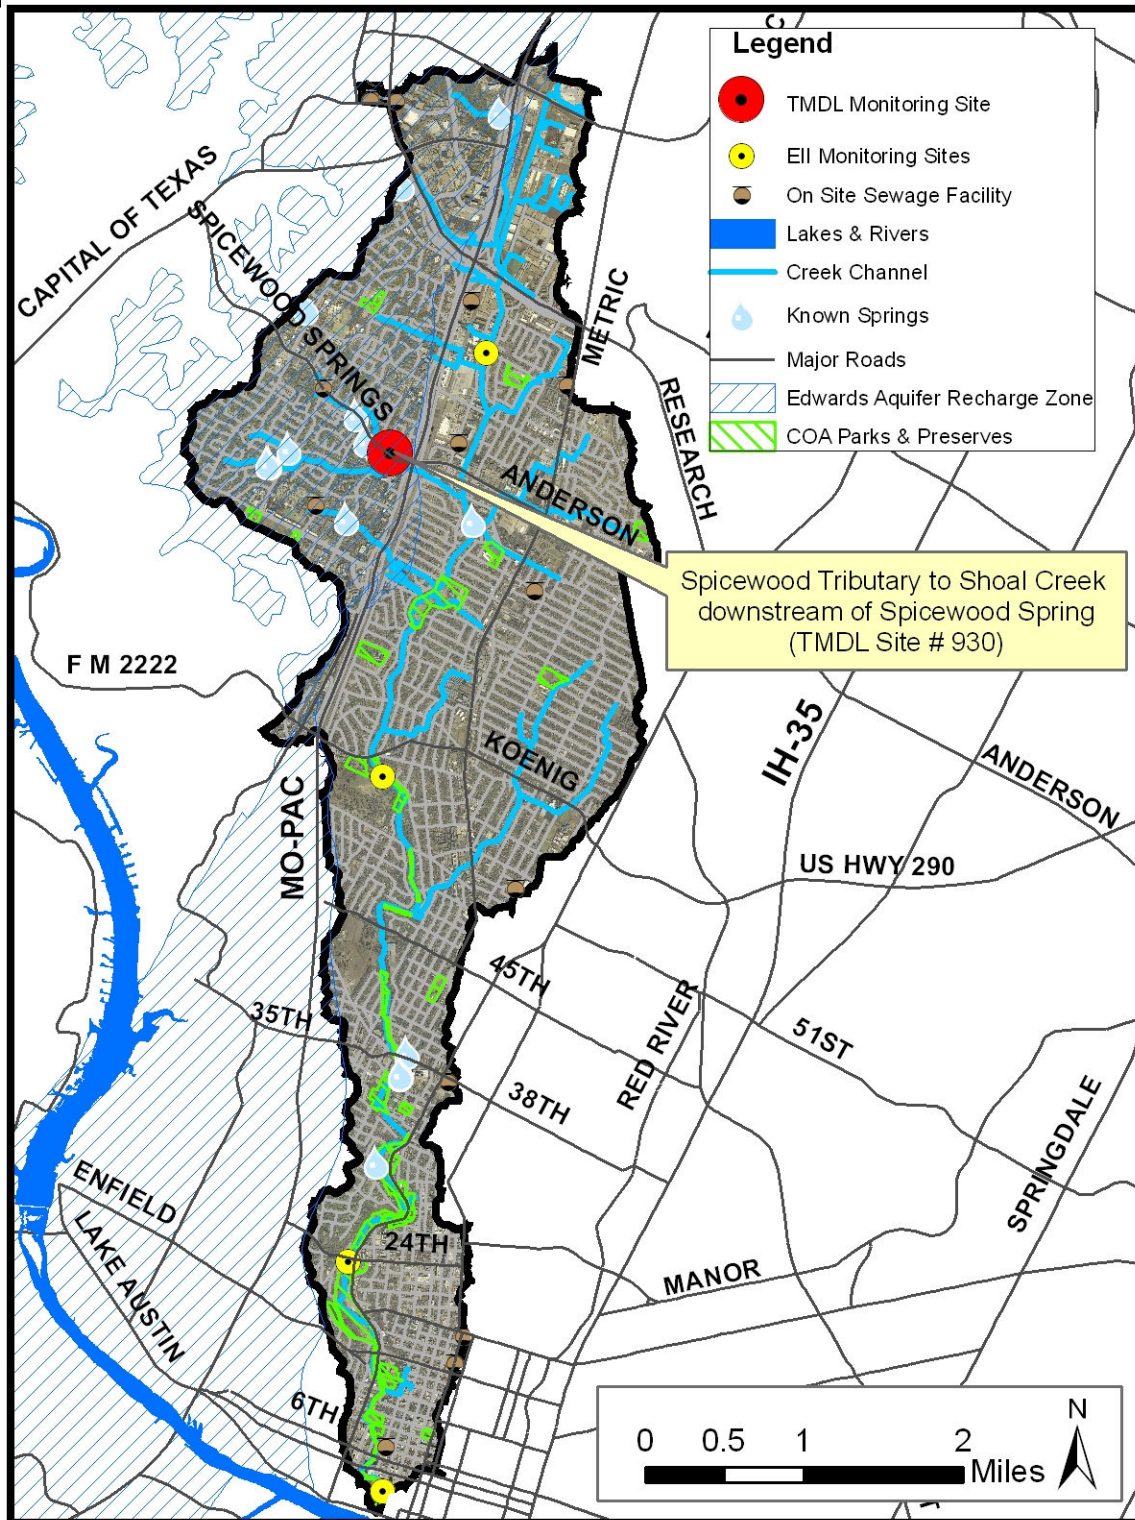 Legend
TMDL Monitoring Site
EII Monitoring Sites
On Site Sewage Facility
Lakes & Rivers
Creek Channel
Known Springs
Major Roads
Edwards Aquifer Recharge Zone
COA Parks & Preserves
C
CAPITAL OF TEXAS
SPICEWOOD SPRINGS
METRIC
RESEARCH
ANDERSON
Spicewood Tributary to Shoal Creek
downstream of Spicewood Spring
(TMDL Site # 930)
F M 2222
IH-35
KOENIG
ANDERSON
MO-PAC
US HWY 290
45TH
35TH
RED RIVER
51ST
38TH
SPRINGDALE
ENFIELD
LAKE AUSTIN
24TH
MANOR
6TH
N
0 0.5 1 2
Miles